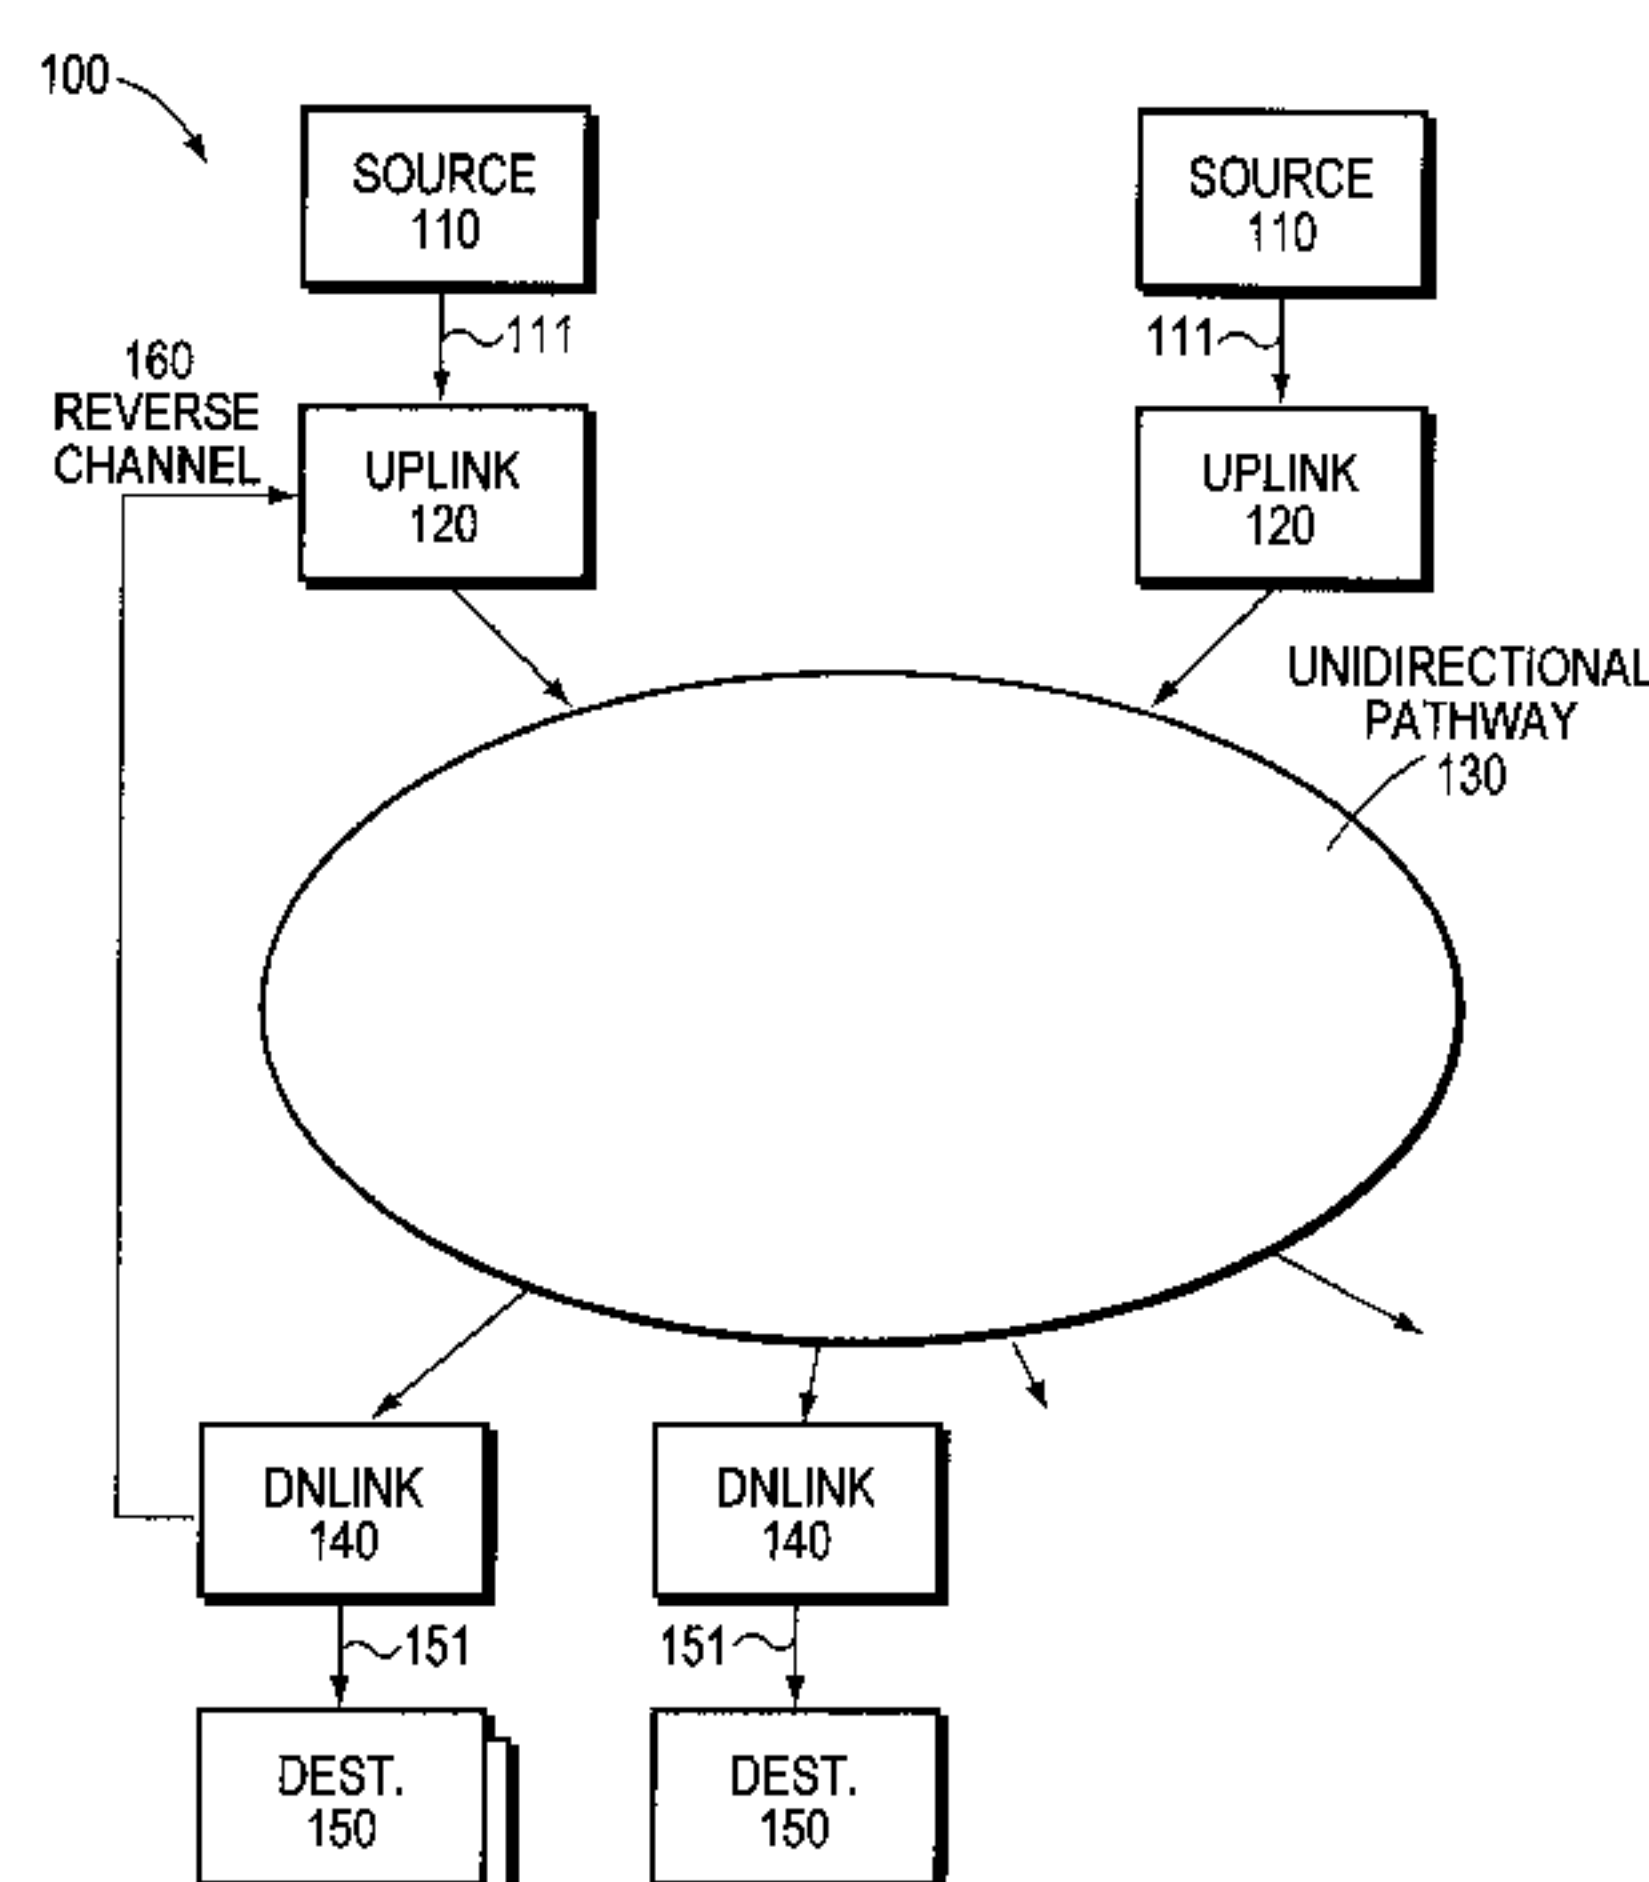 100
SOURCE
110
SOURCE
110
111
111
160
REVERSE
CHANNEL
UPLINK
120
UPLINK
120
UNIDIRECTIONAL
PATHWAY
130
DNLINK
140
DNLINK
140
151
151
DEST.
150
DEST.
150